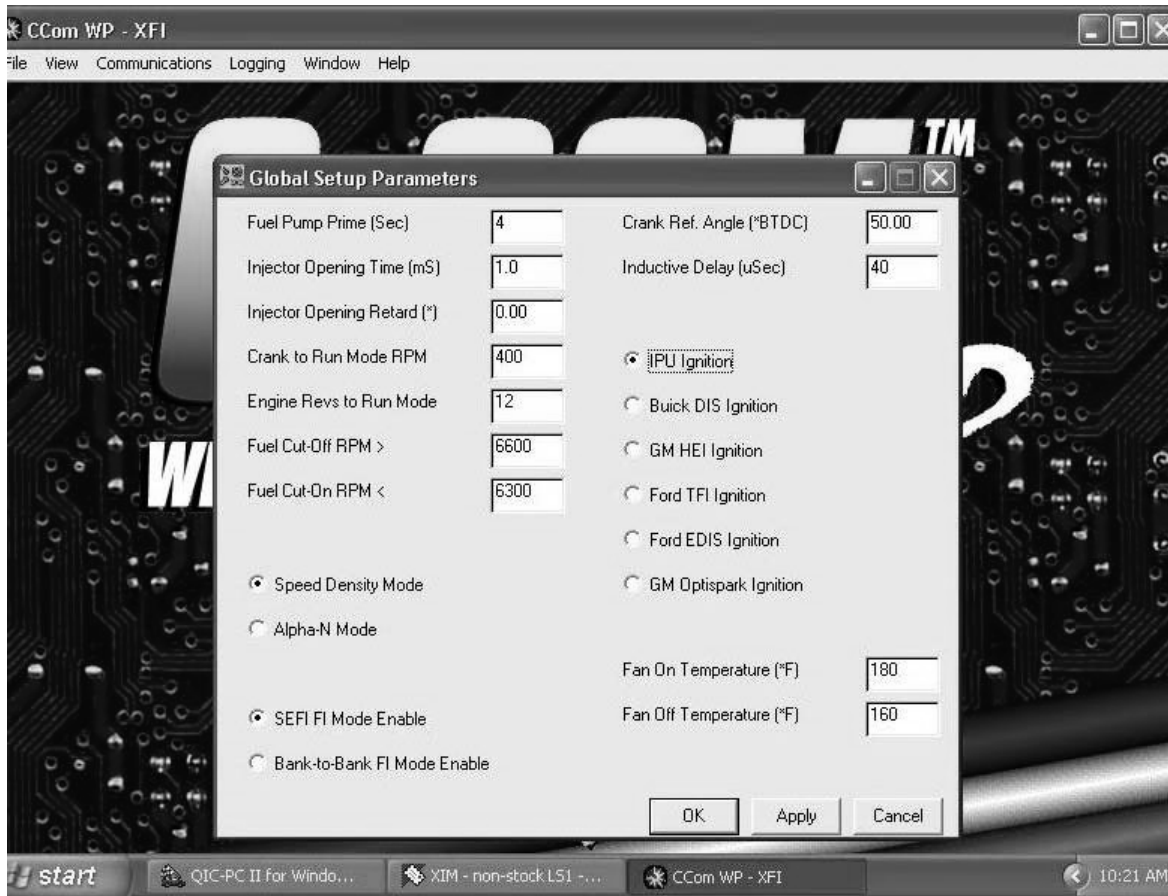 CCom WP - XFI
File View Communications Logging Window Help
TM
Global Setup Parameters
Fuel Pump Prime (Sec) 4
Injector Opening Time (mS) 1.0
Injector Opening Retard (*) 0.00
Crank to Run Mode RPM 400
Engine Revs to Run Mode 12
Fuel Cut-Off RPM > 6600
Fuel Cut-On RPM < 6300
Speed Density Mode
Alpha-N Mode
SEFI FI Mode Enable
Bank-to-Bank FI Mode Enable
Crank Ref. Angle (*BTDC) 50.00
Inductive Delay (uSec) 40
IPU Ignition
Buick DIS Ignition
GM HEI Ignition
Ford TFI Ignition
Ford EDIS Ignition
GM Optispark Ignition
Fan On Temperature (*F) 180
Fan Off Temperature (*F) 160
OK Apply Cancel
start QIC-PC II for Windo... XIM - non-stock LS1 -... CCom WP - XFI 10:21 AM